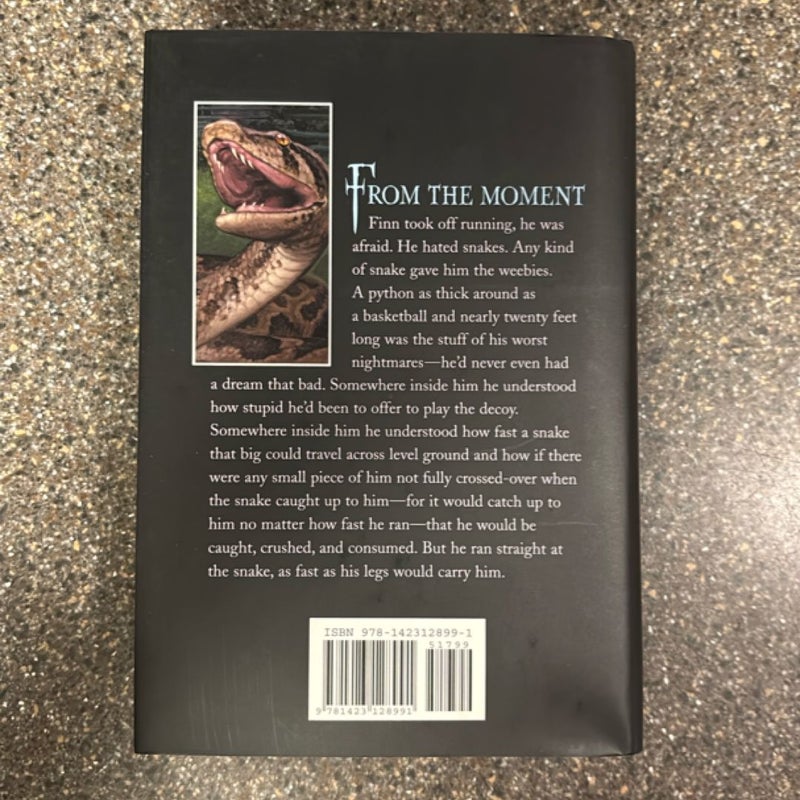 FROM THE MOMENT
Finn took off running, he was
afraid. He hated snakes. Any kind
of snake gave him the weebies.
A python as thick around as
a basketball and nearly twenty feet
long was the stuff of his worst
nightmares—he'd never even had
a dream that bad. Somewhere inside him he understood
how stupid he'd been to offer to play the decoy.
Somewhere inside him he understood how fast a snake
that big could travel across level ground and how if there
were any small piece of him not fully crossed-over when
the snake caught up to him—for it would catch up to
him no matter how fast he ran—that he would be
caught, crushed, and consumed. But he ran straight at
the snake, as fast as his legs would carry him.
ISBN 978-142312899-1
51799
9 781423 128991